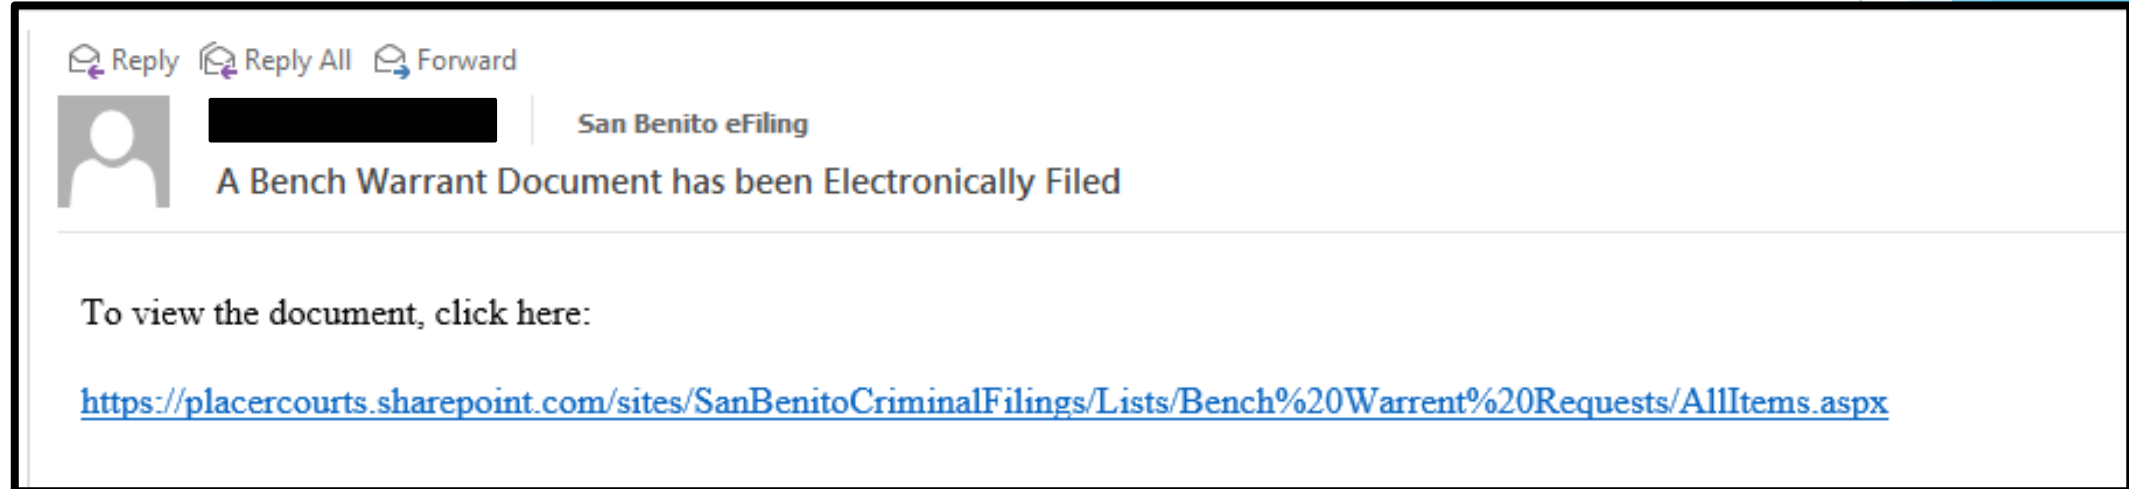 Reply Reply All Forward
San Benito eFiling
A Bench Warrant Document has been Electronically Filed
To view the document, click here:
https://placercourts.sharepoint.com/sites/SanBenitoCriminalFilings/Lists/Bench%20Warrent%20Requests/AllItems.aspx